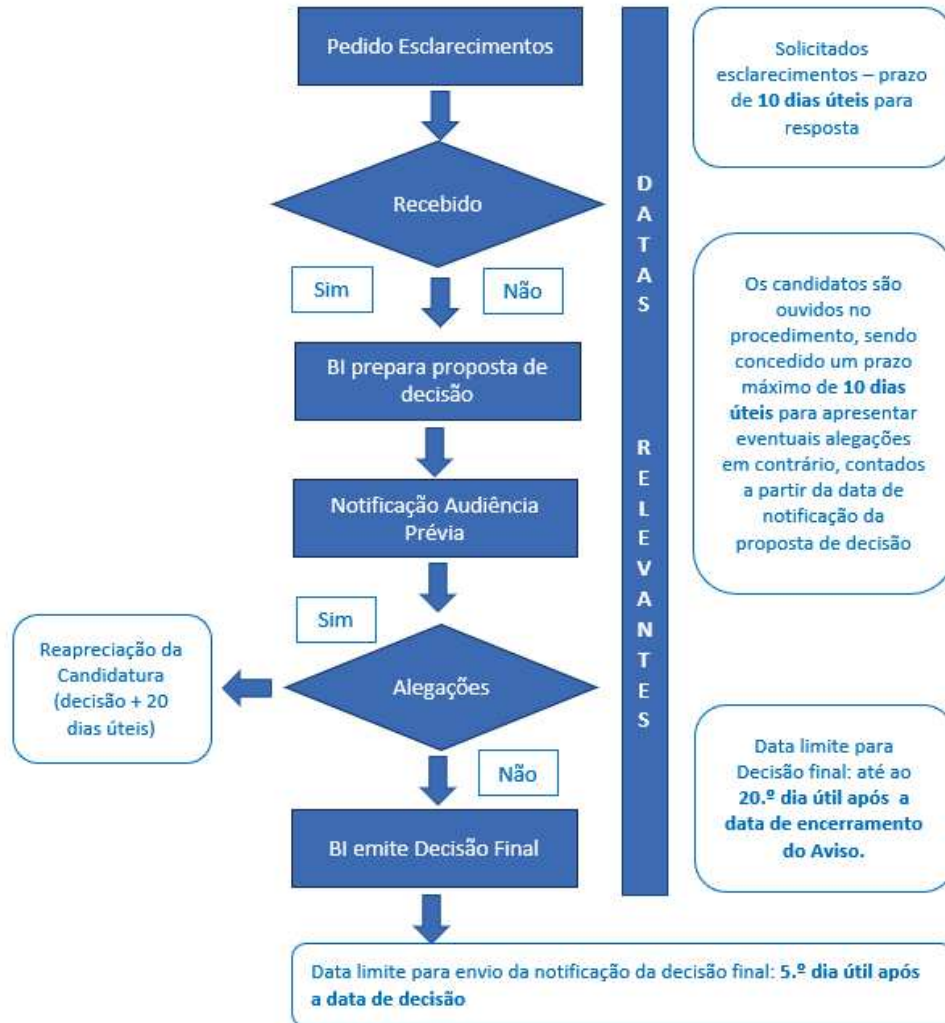 Pedido Esclarecimentos
Solicitados
esclarecimentos – prazo
de 10 dias úteis para
resposta
Recebido
Sim
Não
BI prepara proposta de
decisão
Notificação Audiência
Prévia
DATAS RELEVANTES
Os candidatos são
ouvidos no
procedimento, sendo
concedido um prazo
máximo de 10 dias
úteis para apresentar
eventuais alegações
em contrário, contados
a partir da data de
notificação da
proposta de decisão
Sim
Reapreciação da
Candidatura
(decisão + 20
dias úteis)
Alegações
Não
BI emite Decisão Final
Data limite para
Decisão final: até ao
20.º dia útil após a
data de encerramento
do Aviso.
Data limite para envio da notificação da decisão final: 5.º dia útil após
a data de decisão